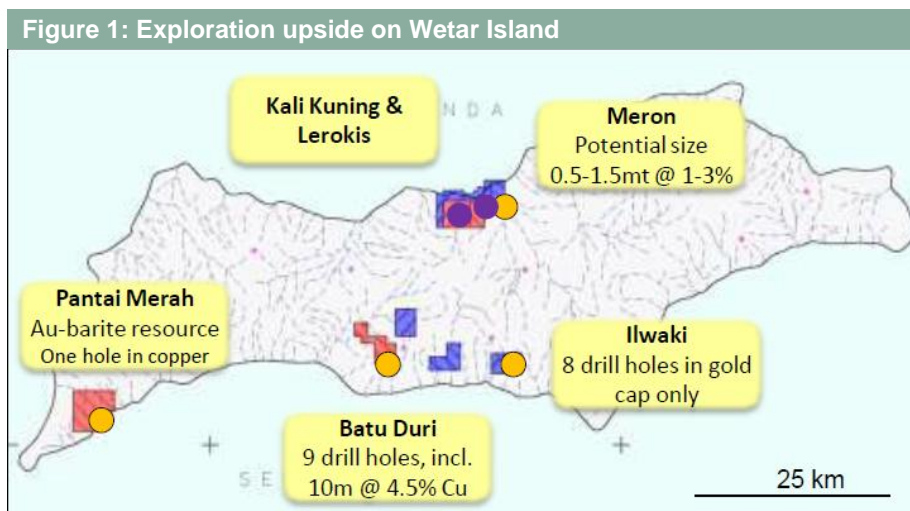 Figure 1: Exploration upside on Wetar Island
Kali Kuning &
Lerokis
N D A
Meron
Potential size
0.5-1.5mt @ 1-3%
Pantai Merah
Au-barite resource
One hole in copper
Ilwaki
8 drill holes in gold
cap only
Batu Duri
9 drill holes, incl.
10m @ 4.5% Cu
S E
25 km